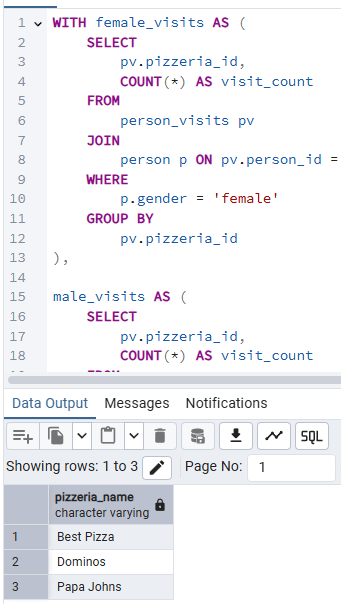 1 WITH female_visits AS (
2 SELECT
3 pv.pizzeria_id,
4 COUNT(*) AS visit_count
5 FROM
6 person_visits pv
7 JOIN
8 person p ON pv.person_id =
9 WHERE
10 p.gender = 'female'
11 GROUP BY
12 pv.pizzeria_id
13 ),
14
15 male_visits AS (
16 SELECT
17 pv.pizzeria_id,
18 COUNT(*) AS visit_count
Data Output Messages Notifications
SQL
Showing rows: 1 to 3 Page No: 1
pizzeria_name
character varying
1 Best Pizza
2 Dominos
3 Papa Johns